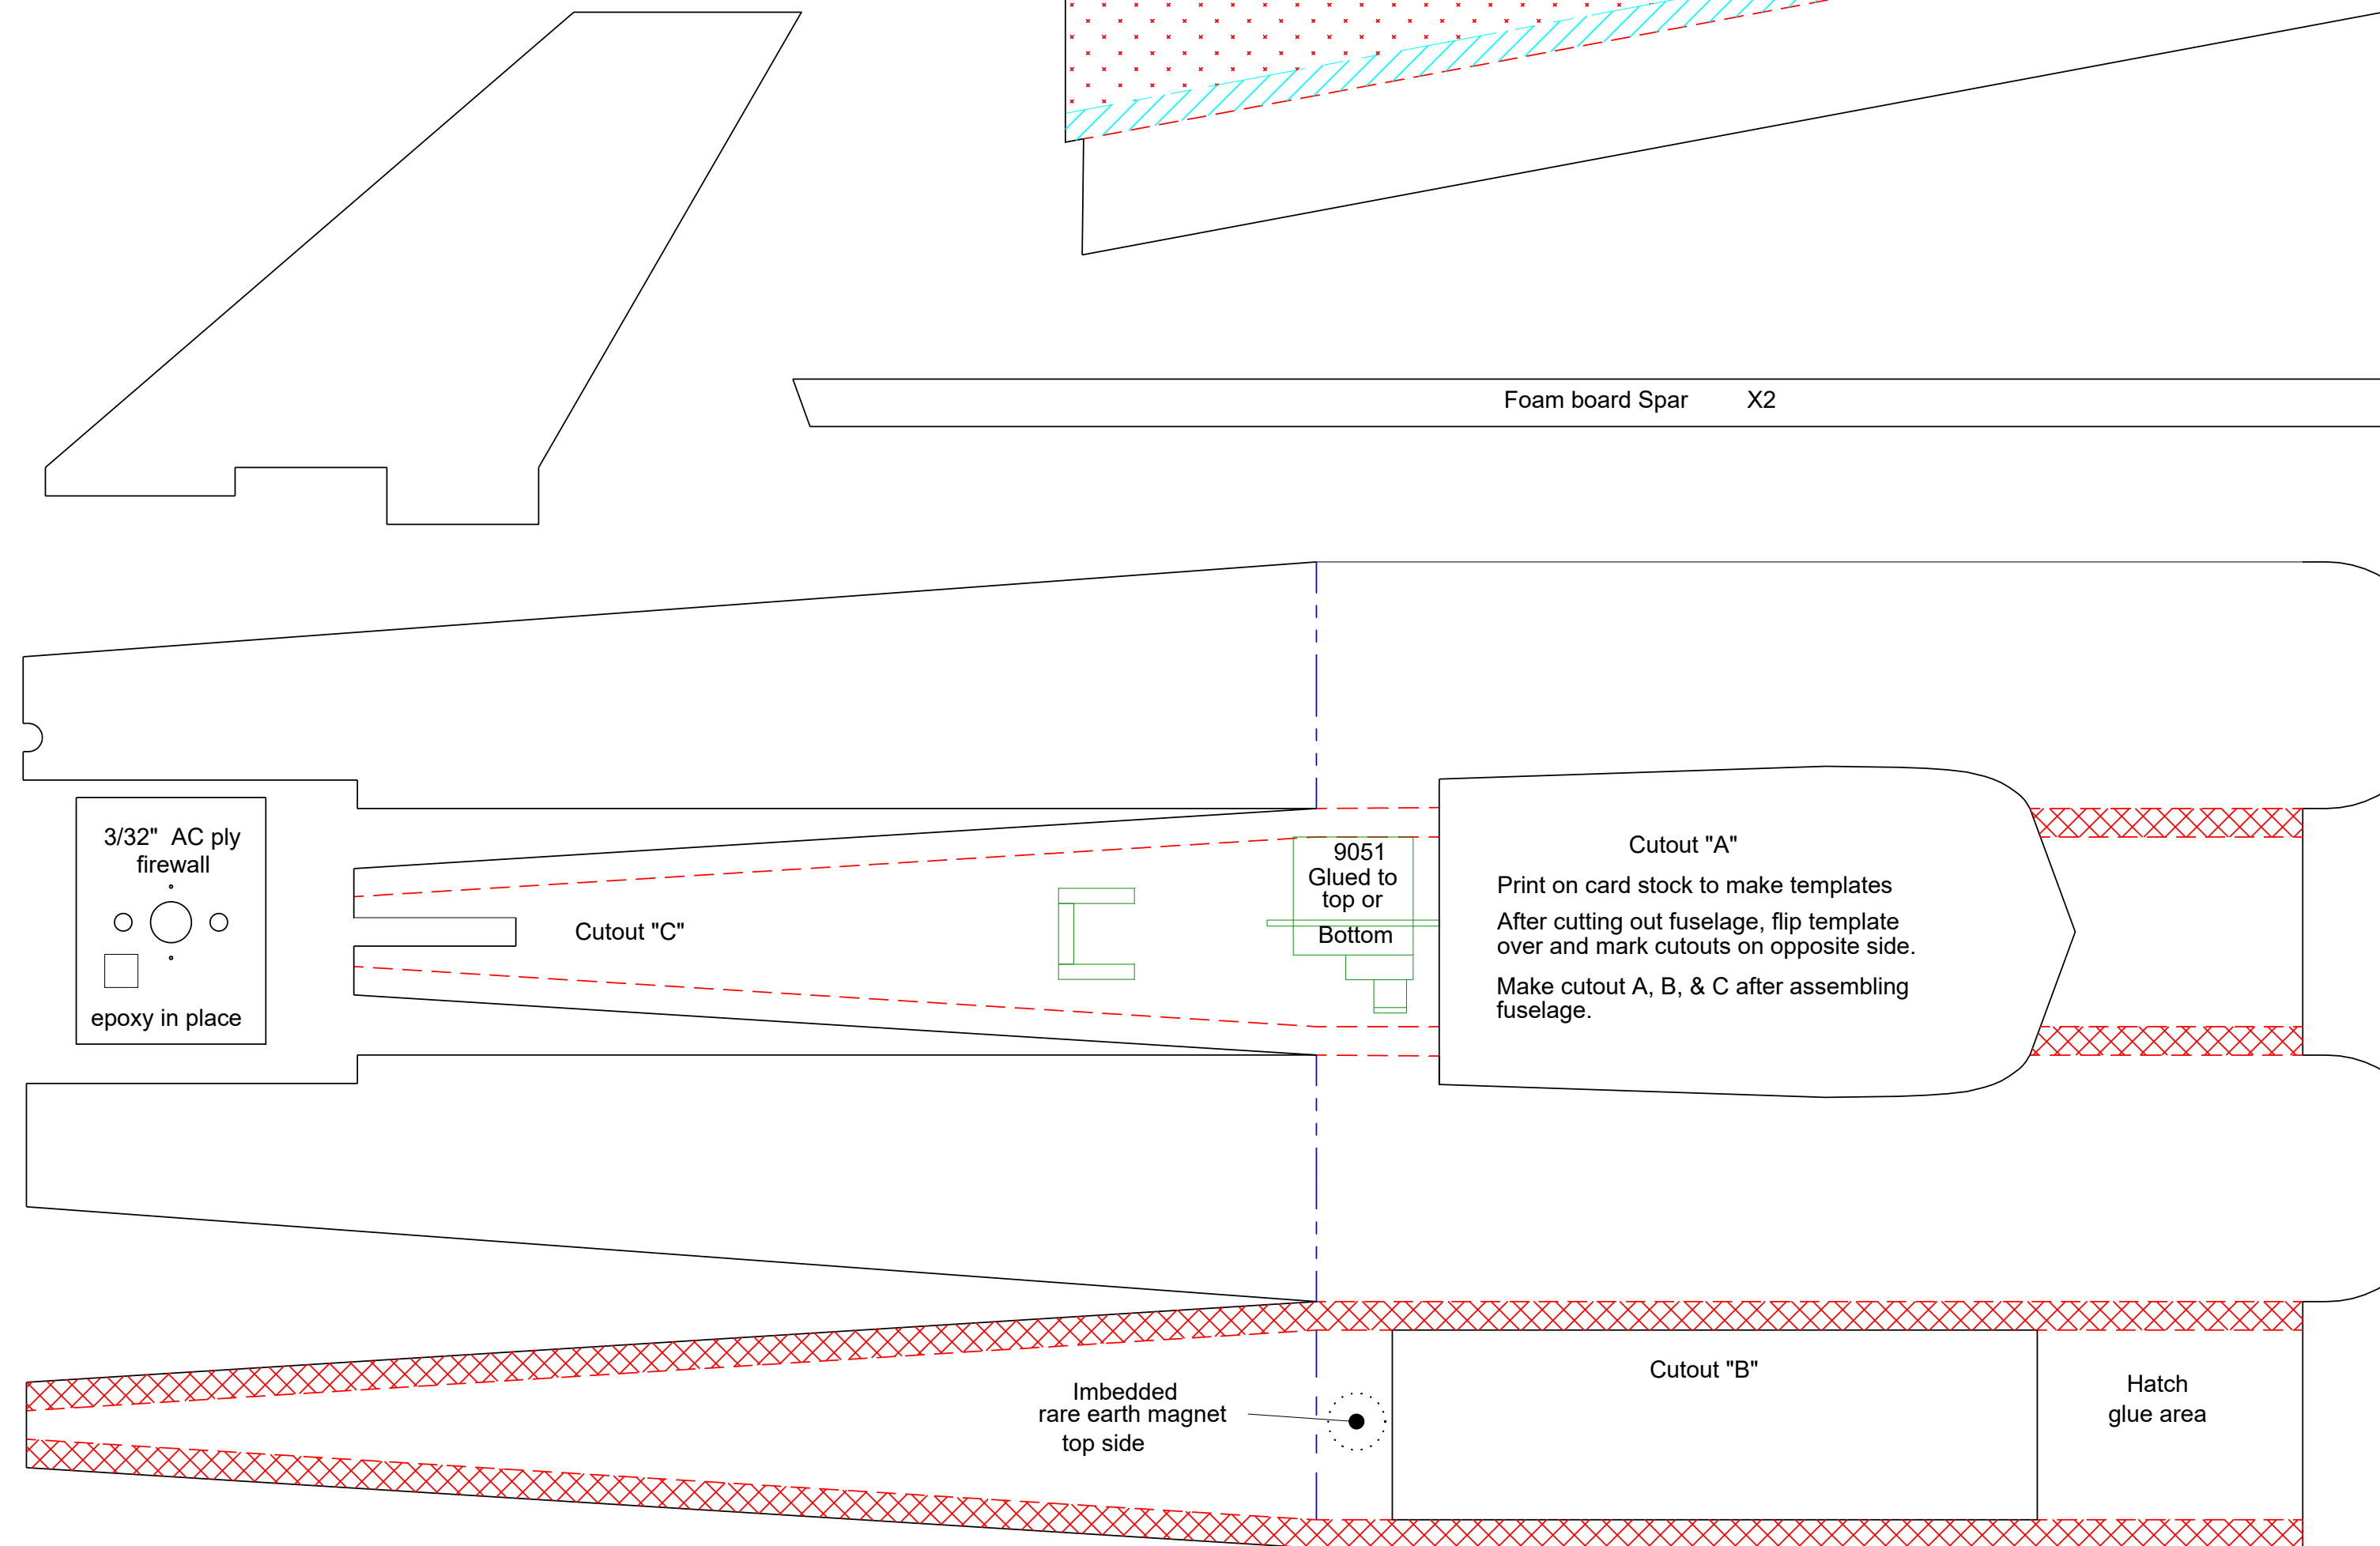 Foam board Spar X2
3/32" AC ply
firewall
epoxy in place
Cutout "C"
9051
Glued to
top or
Bottom
Cutout "A"
Print on card stock to make templates
After cutting out fuselage, flip template
over and mark cutouts on opposite side.
Make cutout A, B, & C after assembling
fuselage.
Imbedded
rare earth magnet
top side
Cutout "B"
Hatch
glue area